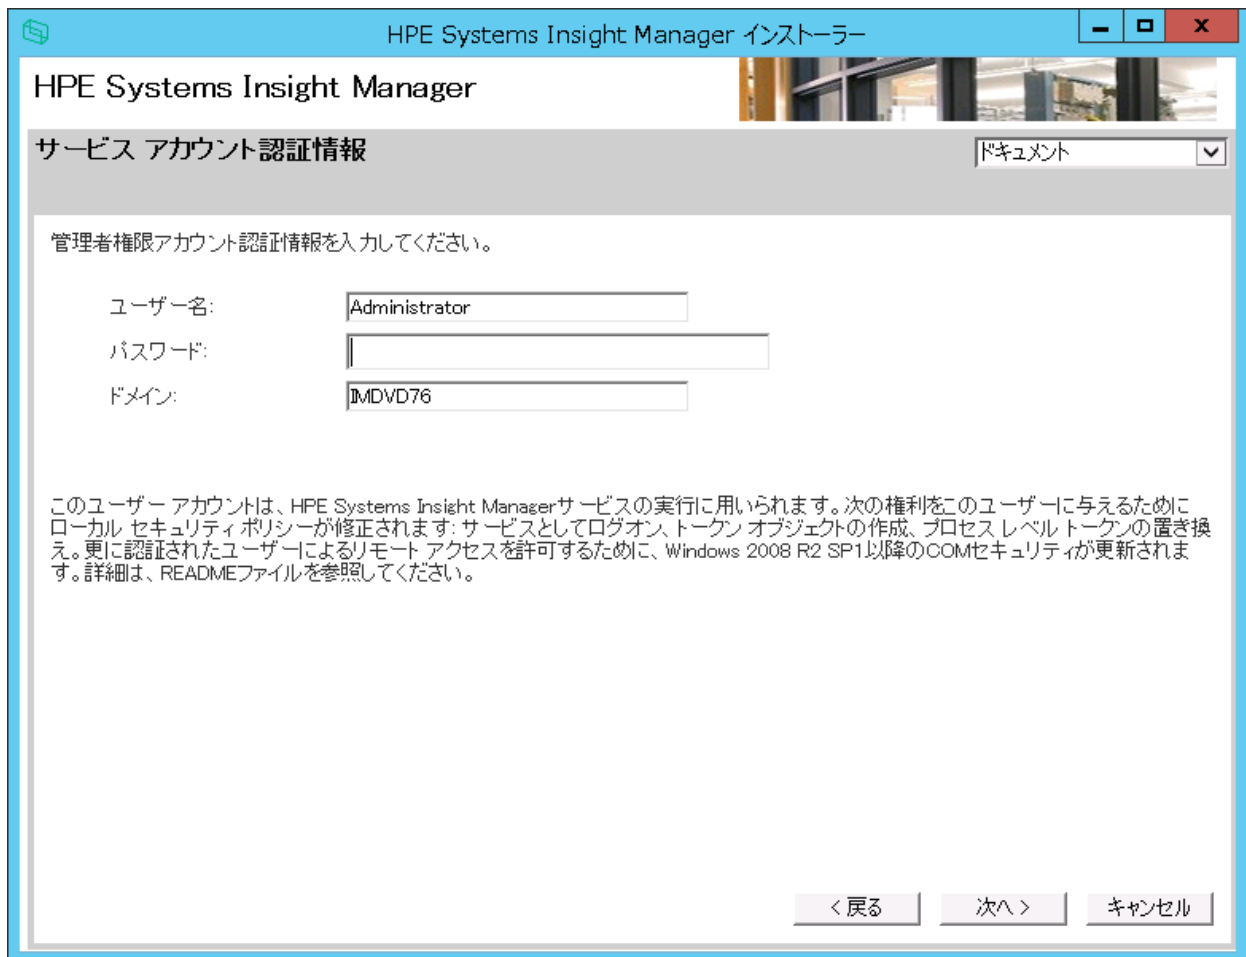 HPE Systems Insight Manager インストーラー
HPE Systems Insight Manager
サービス アカウント認証情報
ドキュメント
管理者権限アカウント認証情報を入力してください。
ユーザー名:
Administrator
パスワード:
ドメイン:
IMDVD76
このユーザー アカウントは、HPE Systems Insight Managerサービスの実行に用いられます。次の権利をこのユーザーに与えるために
ローカル セキュリティ ポリシーが修正されます: サービスとしてログオン、トークン オブジェクトの作成、プロセス レベル トークンの置き換
え。更に認証されたユーザーによるリモート アクセスを許可するために、Windows 2008 R2 SP1以降のCOMセキュリティが更新されま
す。詳細は、READMEファイルを参照してください。
< 戻る
次へ >
キャンセル